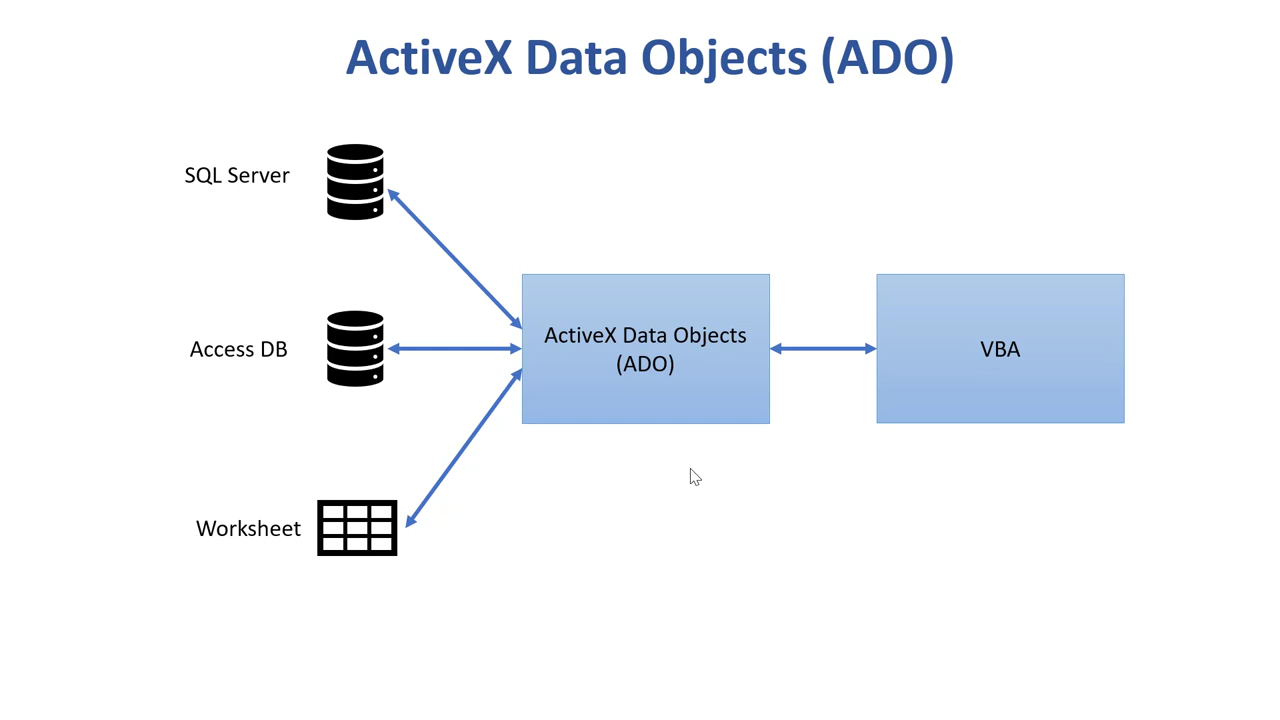 ActiveX Data Objects (ADO)
SQL Server
Access DB
ActiveX Data Objects
(ADO)
VBA
Worksheet